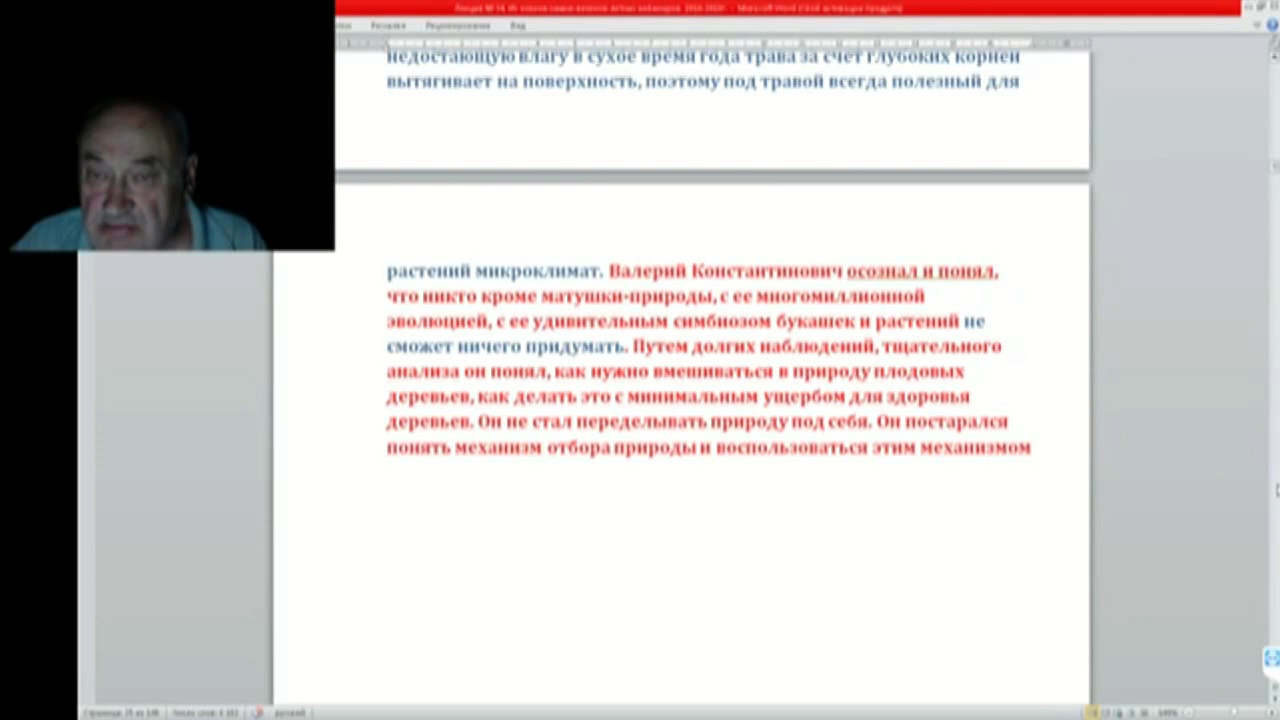 Рецензирование Вид
недостающую влагу в сухое время года трава за счет глубоких корней
вытягивает на поверхность, поэтому под травой всегда полезный для
растений микроклимат. Валерий Константинович осознал и понял,
что никто кроме матушки-природы, с ее многомиллионной
эволюцией, с ее удивительным симбиозом букашек и растений не
сможет ничего придумать. Путем долгих наблюдений, тщательного
анализа он понял, как нужно вмешиваться в природу плодовых
деревьев, как делать это с минимальным ущербом для здоровья
деревьев. Он не стал переделывать природу под себя. Он постарался
понять механизм отбора природы и воспользоваться этим механизмом
русский